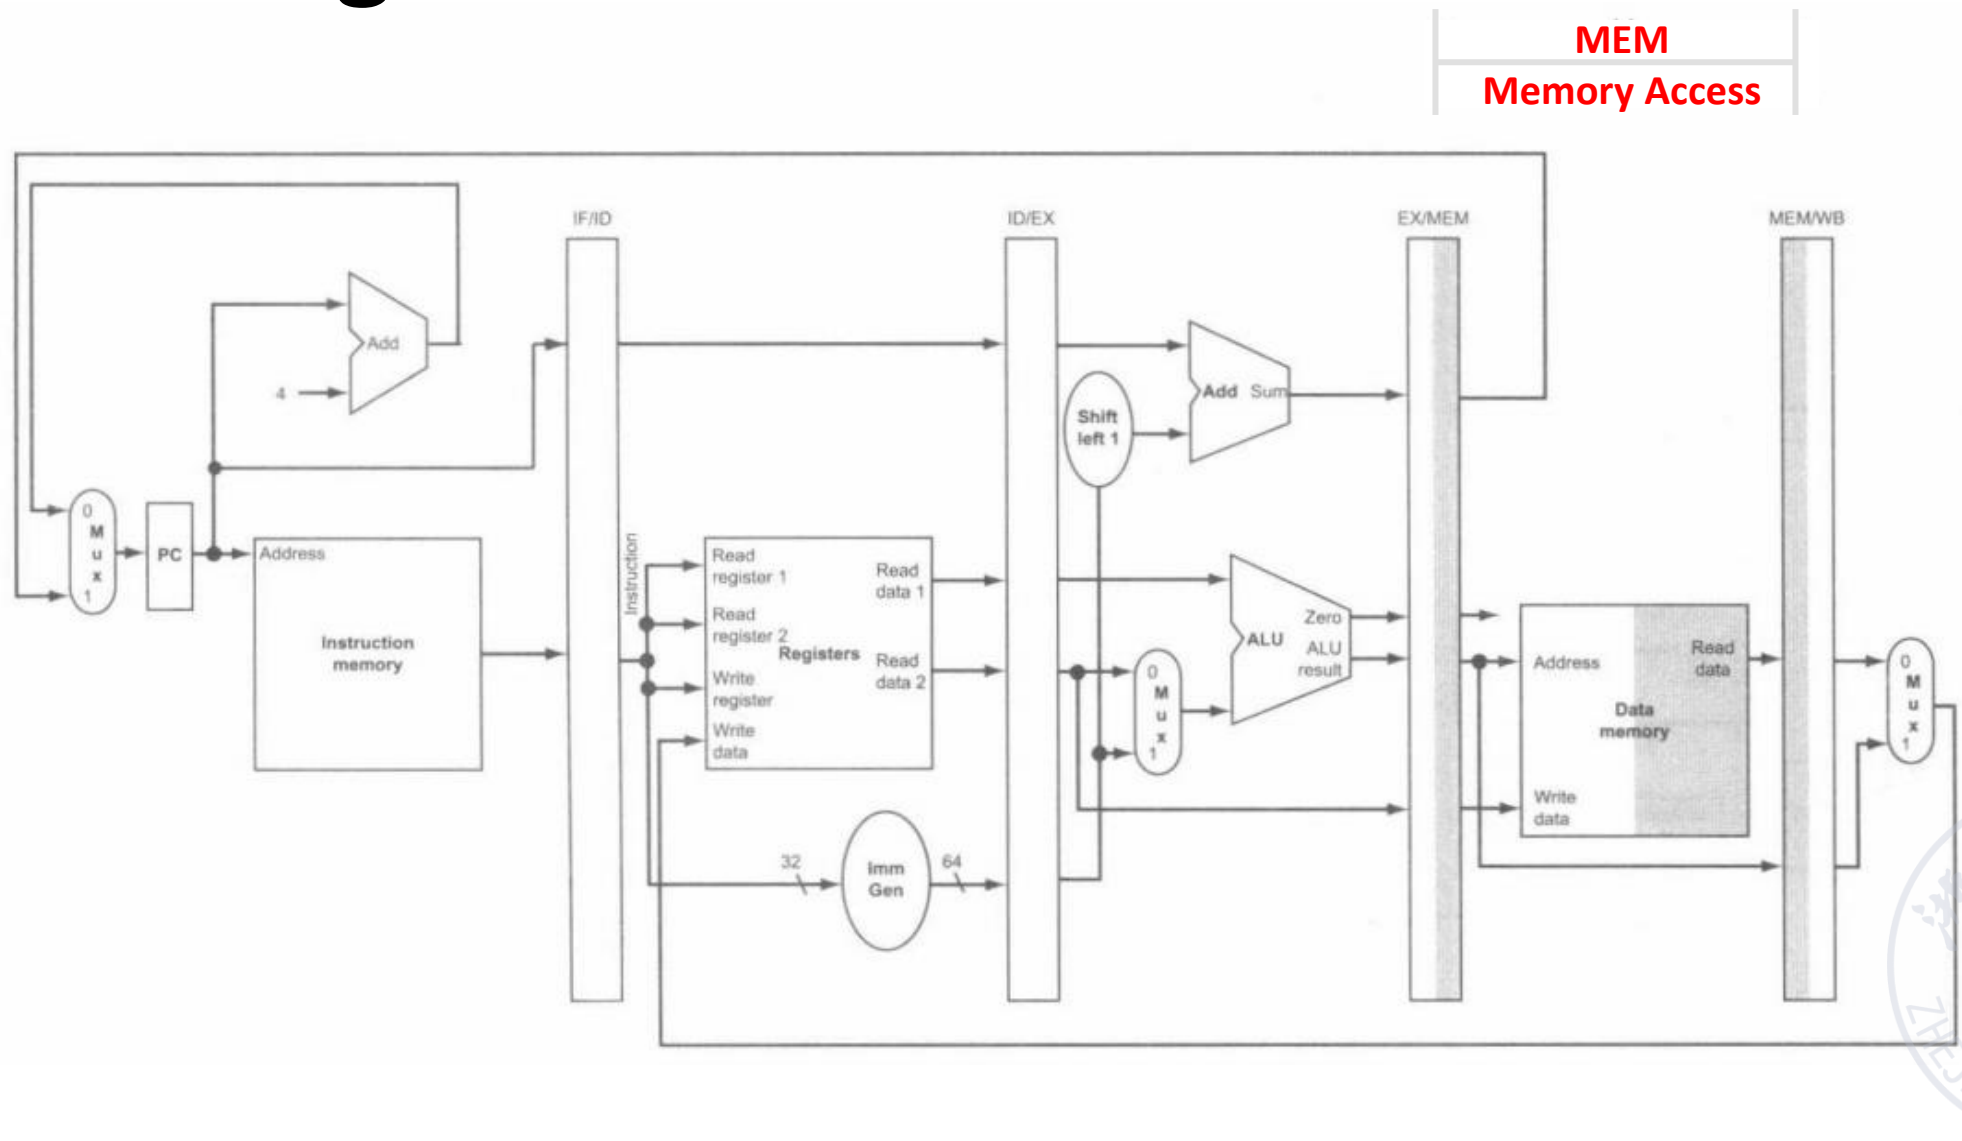 MEM
Memory Access
IF/ID
ID/EX
EX/MEM
MEM/WB
Add
4
Add Sum
Shift
left 1
0
M
u
x
1
PC
Address
Instruction
memory
Instruction
Read
register 1
Read
register 2
Write
register
Write
data
Registers
Read
data 1
Read
data 2
32
Imm
Gen
64
0
M
u
x
1
Zero
ALU
ALU
result
Address
Read
data
Data
memory
Write
data
0
M
u
x
1